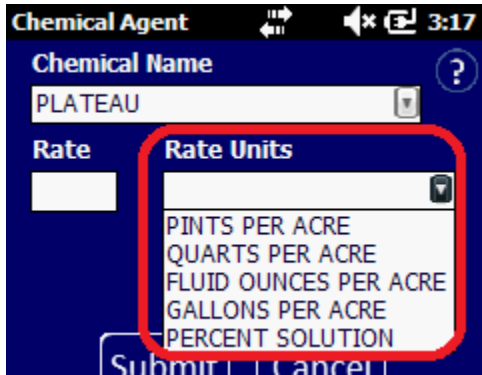 Chemical Agent 3:17
Chemical Name
?
PLATEAU
Rate Rate Units
PINTS PER ACRE
QUARTS PER ACRE
FLUID OUNCES PER ACRE
GALLONS PER ACRE
PERCENT SOLUTION
Submit Cancel